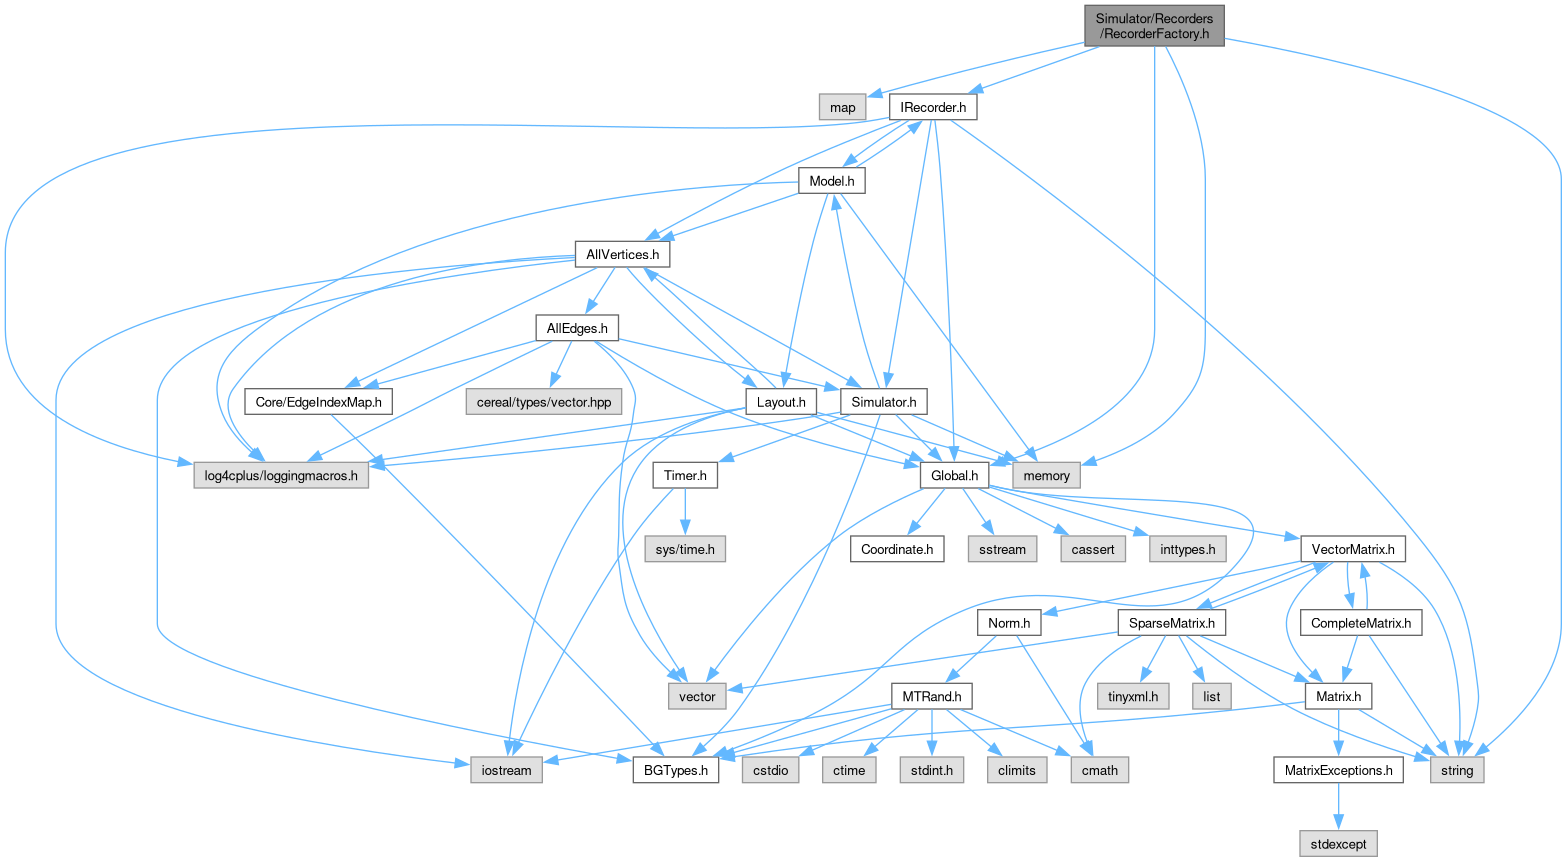 Simulator/Recorders
/RecorderFactory.h
map
IRecorder.h
Model.h
AllVertices.h
AllEdges.h
Core/EdgeIndexMap.h
cereal/types/vector.hpp
Layout.h
Simulator.h
log4cplus/loggingmacros.h
Timer.h
Global.h
memory
sys/time.h
Coordinate.h
sstream
cassert
inttypes.h
VectorMatrix.h
Norm.h
SparseMatrix.h
CompleteMatrix.h
vector
MTRand.h
tinyxml.h
list
Matrix.h
iostream
BGTypes.h
cstdio
ctime
stdint.h
climits
cmath
MatrixExceptions.h
string
stdexcept